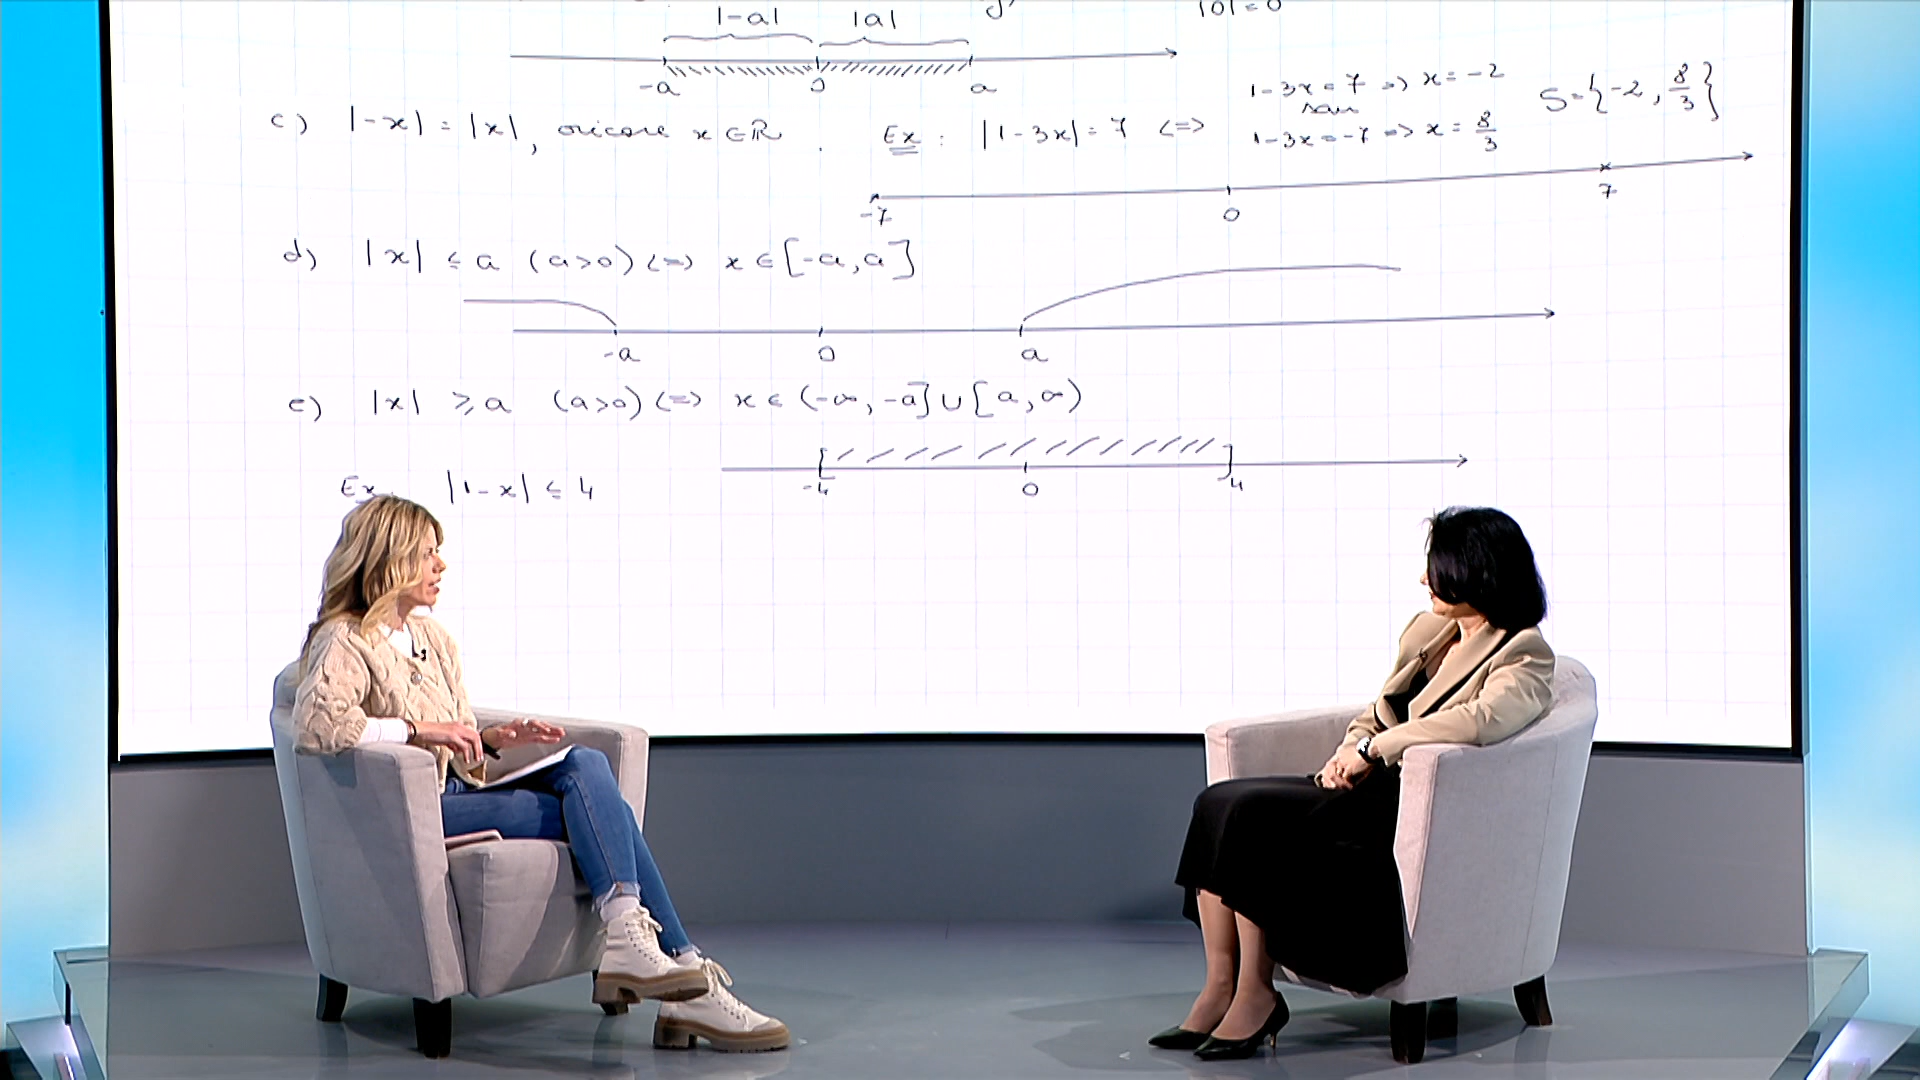 |-a| |a| |0| = 0
-a 0 a
c) |-x| = |x|, oricare x ∈ ℝ.
Ex: |1-3x| = 7 <=>
1-3x = 7 => x = -2
sau
1-3x = -7 => x = 8/3
S = {-2, 8/3}
-7 0 7
d) |x| ≤ a (a>0) <=> x ∈ [-a, a]
-a 0 a
e) |x| ≥ a (a>0) <=> x ∈ (-∞, -a] ∪ [a, ∞)
Ex. |1-x| ≤ 4
-4 0 4